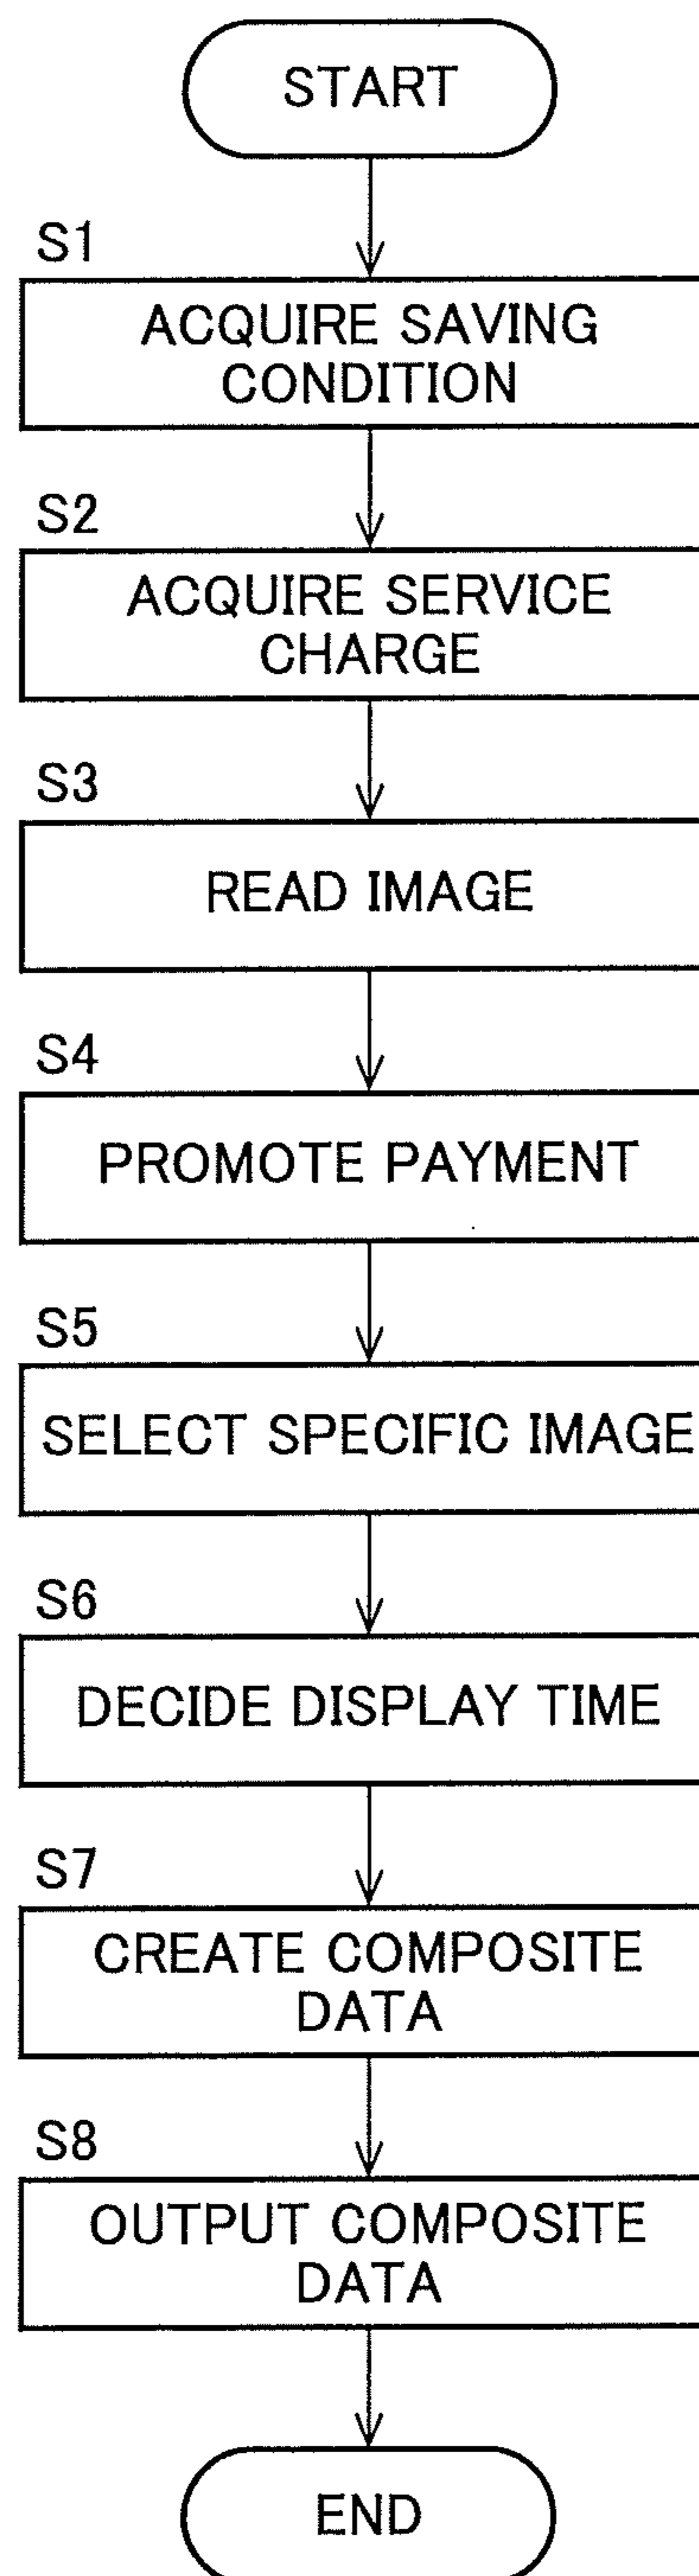 START
S1
ACQUIRE SAVING
CONDITION
S2
ACQUIRE SERVICE
CHARGE
S3
READ IMAGE
S4
PROMOTE PAYMENT
S5
SELECT SPECIFIC IMAGE
S6
DECIDE DISPLAY TIME
S7
CREATE COMPOSITE
DATA
S8
OUTPUT COMPOSITE
DATA
END